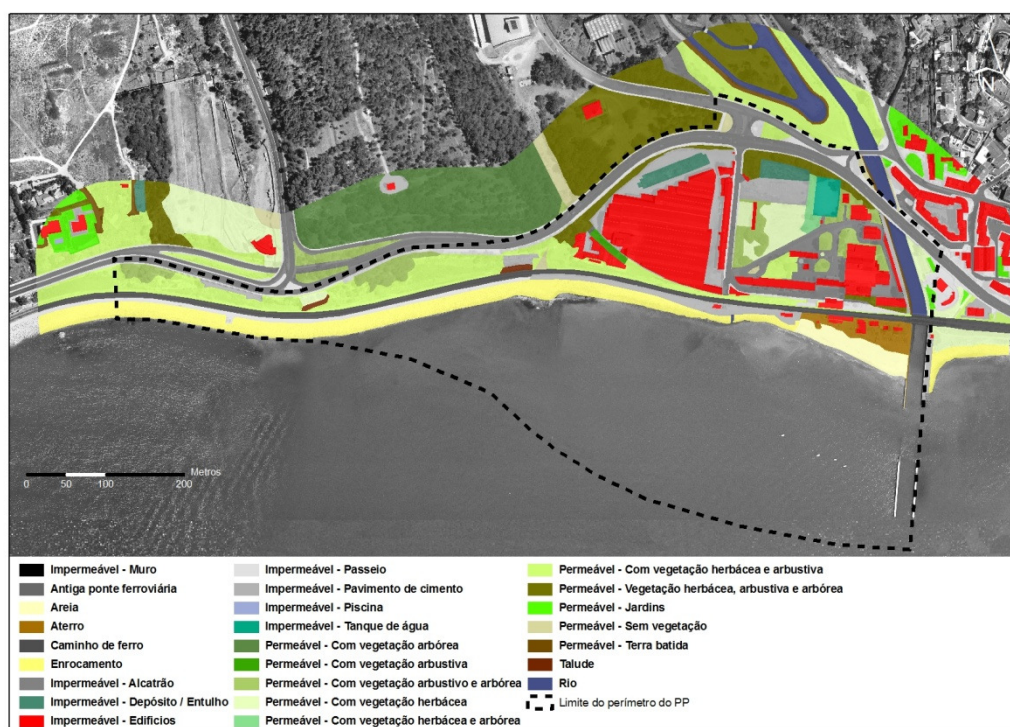 Metros
0 50 100 200
Impermeável - Muro
Antiga ponte ferroviária
Areia
Aterro
Caminho de ferro
Enrocamento
Impermeável - Alcatrão
Impermeável - Depósito / Entulho
Impermeável - Edifícios
Impermeável - Passeio
Impermeável - Pavimento de cimento
Impermeável - Piscina
Impermeável - Tanque de água
Permeável - Com vegetação arbórea
Permeável - Com vegetação arbustiva
Permeável - Com vegetação arbustivo e arbórea
Permeável - Com vegetação herbácea
Permeável - Com vegetação herbácea e arbórea
Permeável - Com vegetação herbácea e arbustiva
Permeável - Vegetação herbácea, arbustiva e arbórea
Permeável - Jardins
Permeável - Sem vegetação
Permeável - Terra batida
Talude
Rio
Limite do perímetro do PP